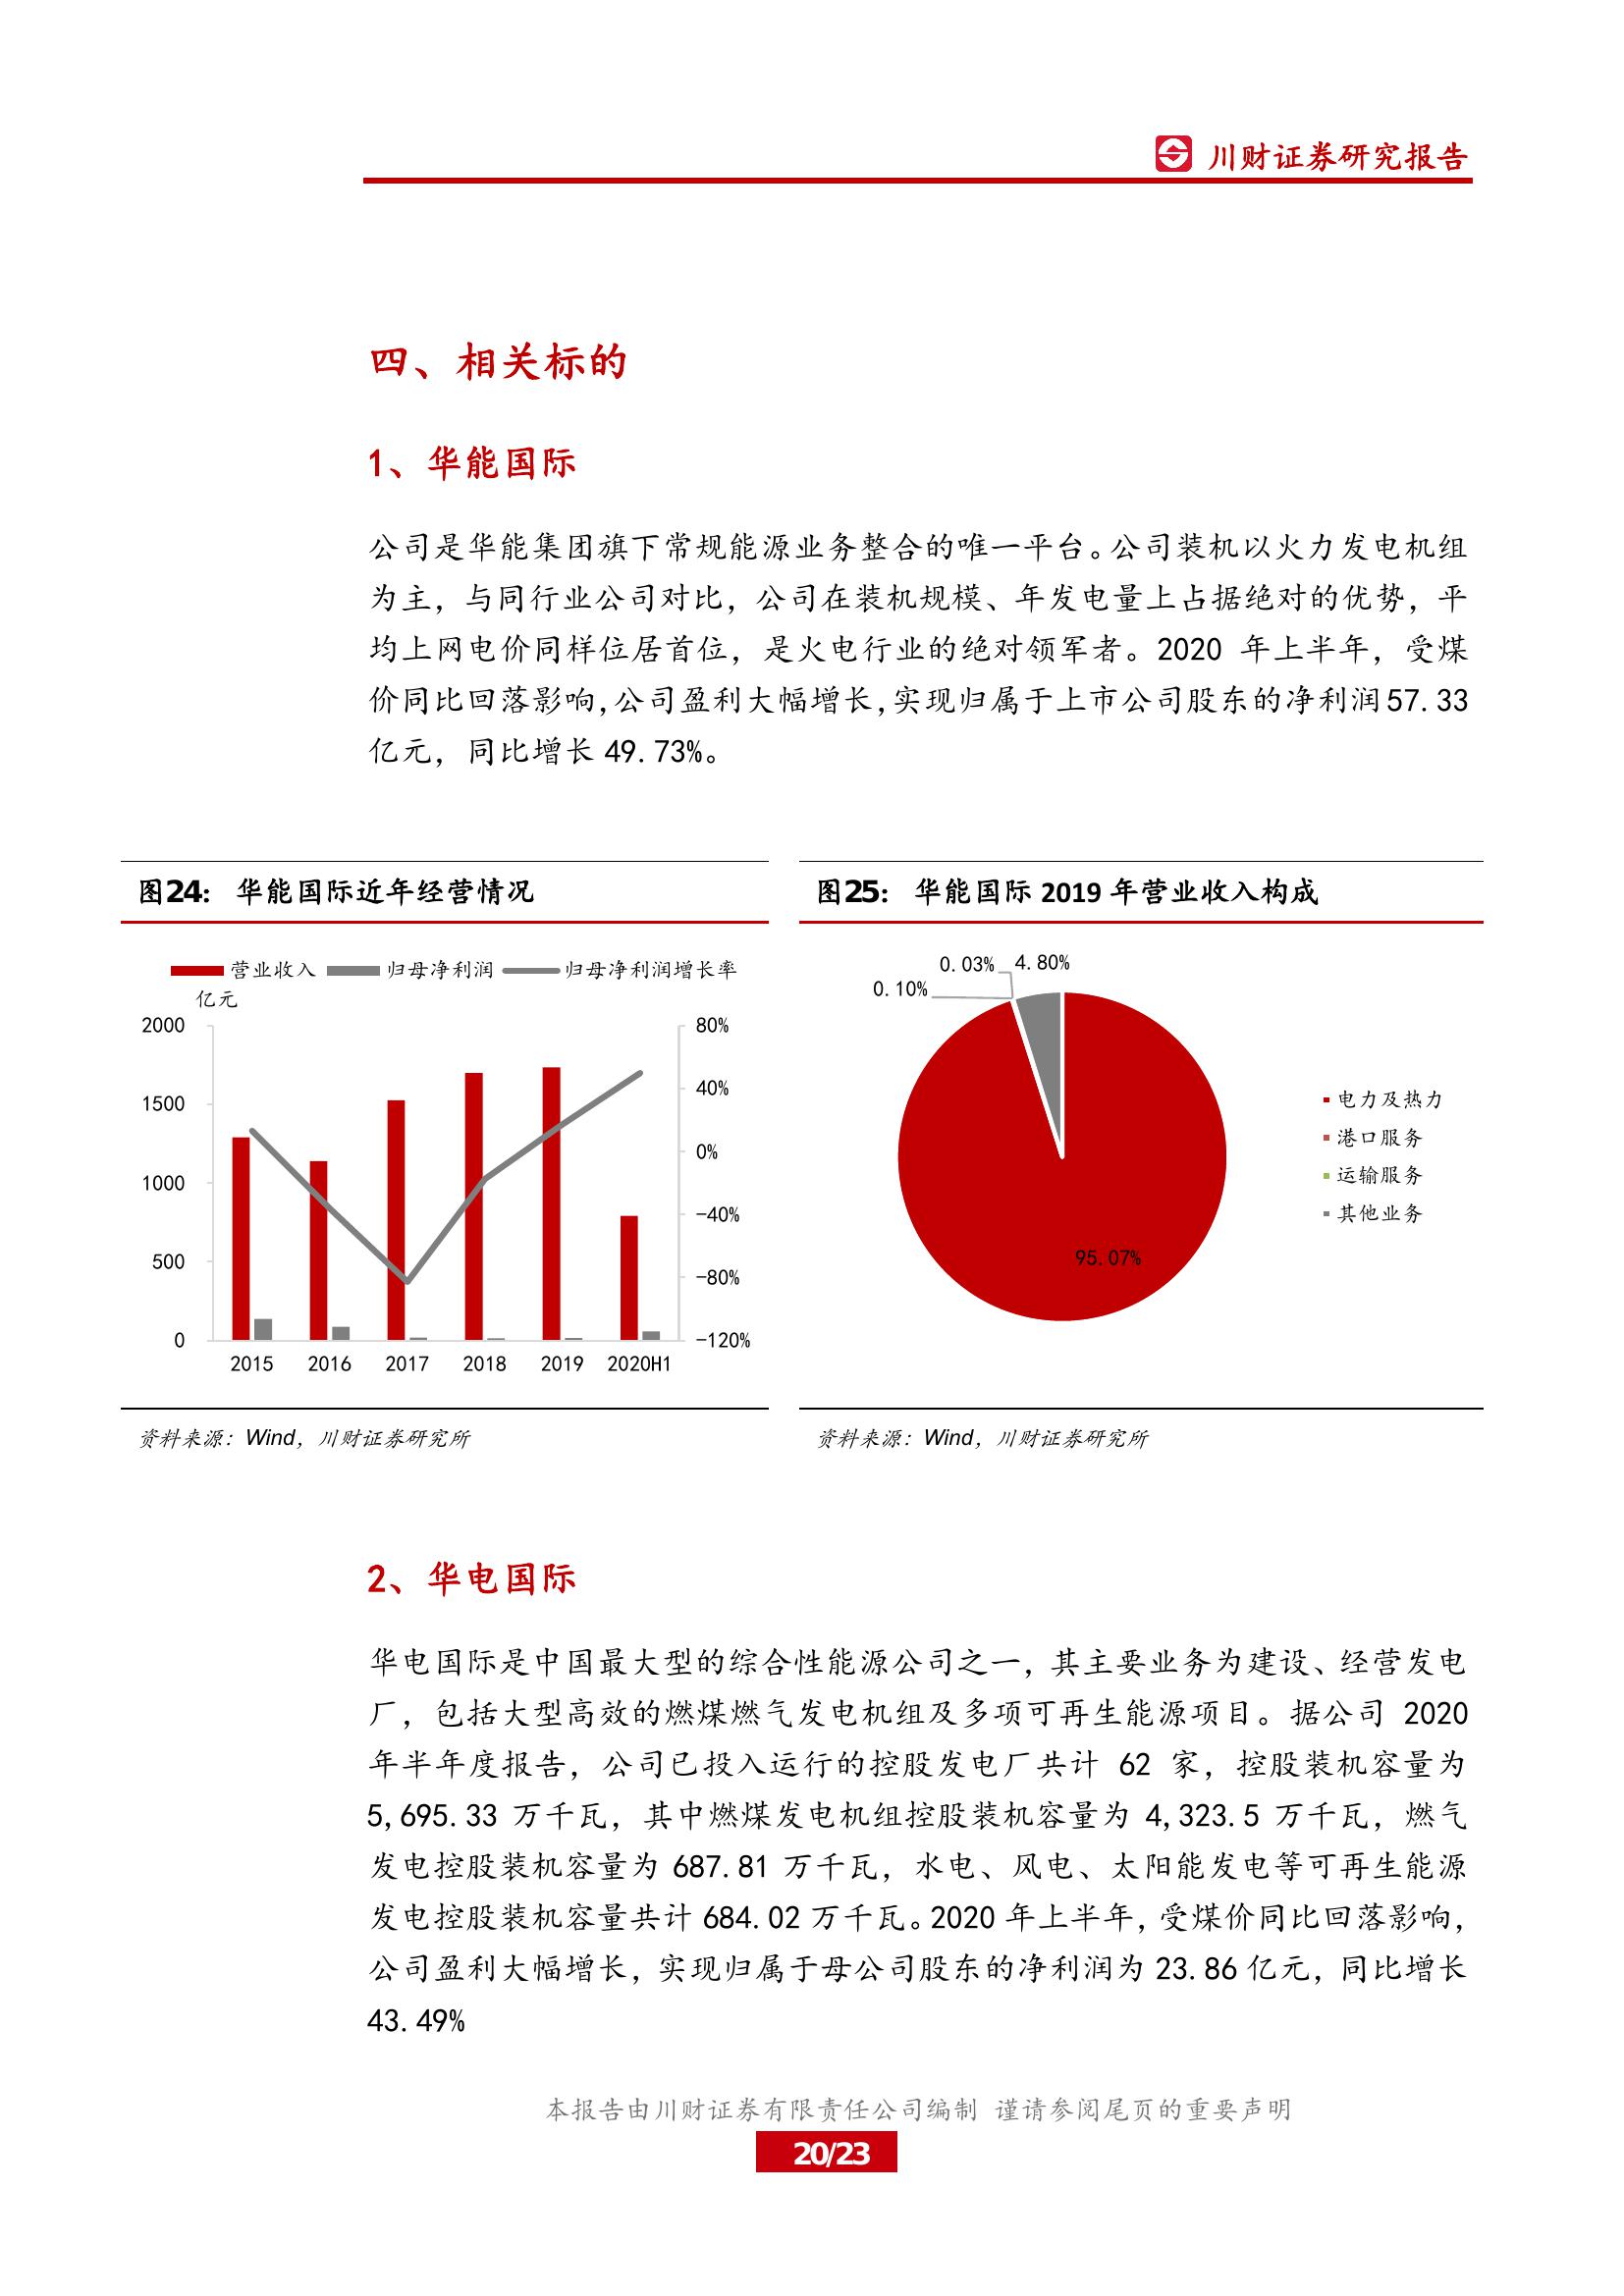 川财证券研究报告
四、相关标的
1、华能国际
公司是华能集团旗下常规能源业务整合的唯一平台。公司装机以火力发电机组
为主，与同行业公司对比，公司在装机规模、年发电量上占据绝对的优势，平
均上网电价同样位居首位，是火电行业的绝对领军者。2020 年上半年，受煤
价同比回落影响,公司盈利大幅增长,实现归属于上市公司股东的净利润57.33
亿元，同比增长 49.73%。
图24： 华能国际近年经营情况
营业收入 归母净利润 归母净利润增长率
亿元
2000 80%
1500 40%
0%
1000
-40%
500 -80%
0 -120%
2015 2016 2017 2018 2019 2020H1
资料来源：Wind，川财证券研究所
图25： 华能国际 2019 年营业收入构成
0.03% 4.80%
0.10%
95.07%
电力及热力
港口服务
运输服务
其他业务
资料来源：Wind，川财证券研究所
2、华电国际
华电国际是中国最大型的综合性能源公司之一，其主要业务为建设、经营发电
厂，包括大型高效的燃煤燃气发电机组及多项可再生能源项目。据公司 2020
年半年度报告，公司已投入运行的控股发电厂共计 62 家，控股装机容量为
5,695.33 万千瓦，其中燃煤发电机组控股装机容量为 4,323.5 万千瓦，燃气
发电控股装机容量为 687.81 万千瓦，水电、风电、太阳能发电等可再生能源
发电控股装机容量共计 684.02 万千瓦。2020 年上半年，受煤价同比回落影响，
公司盈利大幅增长，实现归属于母公司股东的净利润为 23.86 亿元，同比增长
43.49%
本报告由川财证券有限责任公司编制 谨请参阅尾页的重要声明
20/23